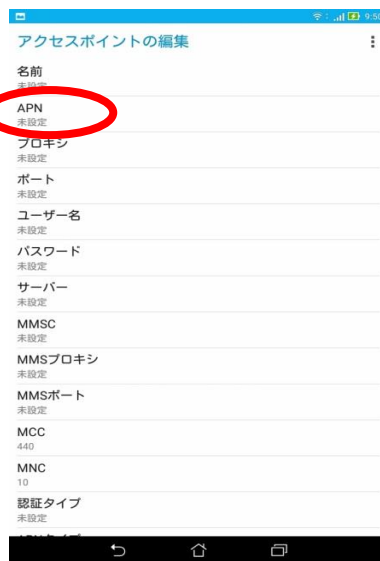 9:50
アクセスポイントの編集
名前
未設定
APN
未設定
プロキシ
未設定
ポート
未設定
ユーザー名
未設定
パスワード
未設定
サーバー
未設定
MMSC
未設定
MMSプロキシ
未設定
MMSポート
未設定
MCC
440
MNC
10
認証タイプ
未設定